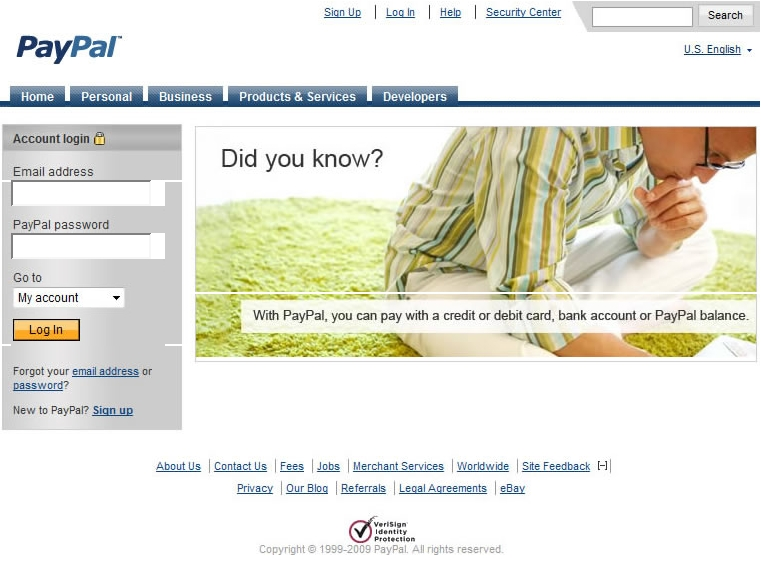 Sign Up Log In Help Security Center Search
PayPal™
U.S. English
Home Personal Business Products & Services Developers
Account login
Did you know?
Email address
PayPal password
Go to
My account
With PayPal, you can pay with a credit or debit card, bank account or PayPal balance.
Log In
Forgot your email address or
password?
New to PayPal? Sign up
About Us Contact Us Fees Jobs Merchant Services Worldwide Site Feedback [-]
Privacy Our Blog Referrals Legal Agreements eBay
VeriSign
Identity
Protection
Copyright © 1999-2009 PayPal. All rights reserved.